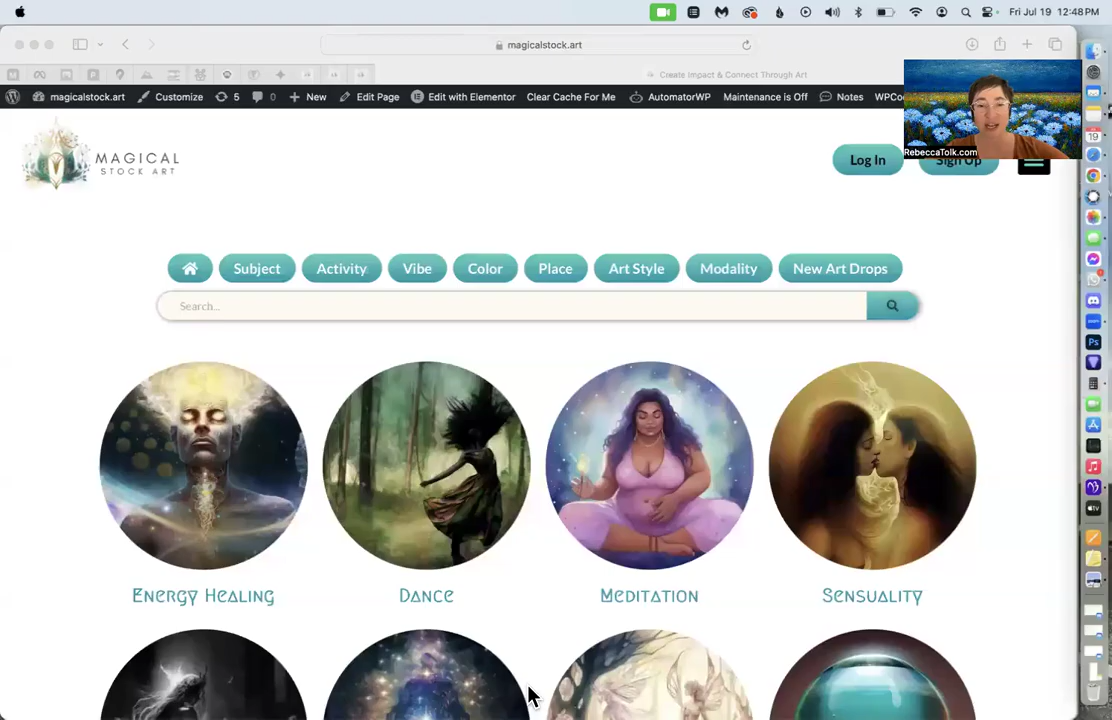 Fri Jul 19 12:48 PM
magicalstock.art
Create Impact & Connect Through Art
magicalstock.art Customize 5 0 New Edit Page Edit with Elementor Clear Cache For Me AutomatorWP Maintenance is Off Notes WPCo
RebeccaTolk.com
MAGICAL
STOCK ART
Log In Sign Up
Subject Activity Vibe Color Place Art Style Modality New Art Drops
Search...
Energy Healing Dance Meditation Sensuality